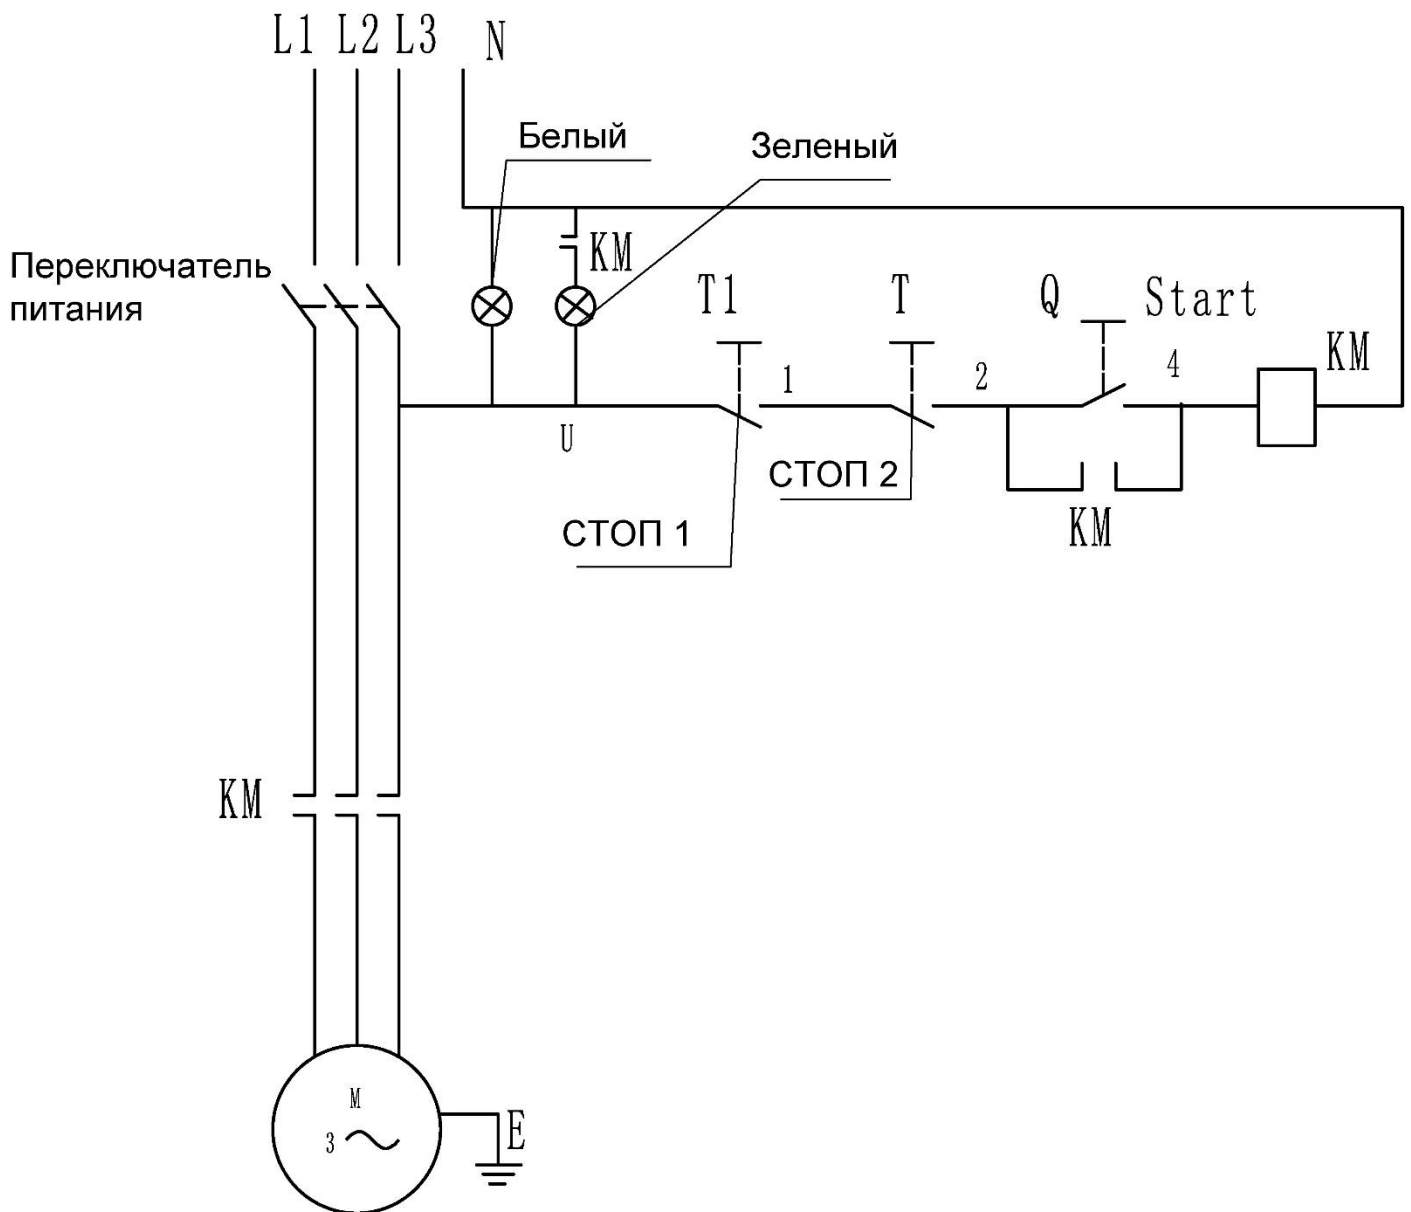 L1 L2 L3 N
Белый
Зеленый
KM
Переключатель
питания
T1 T Q Start
KM
1 2 4
U
СТОП 2
СТОП 1
KM
KM
M
3
E